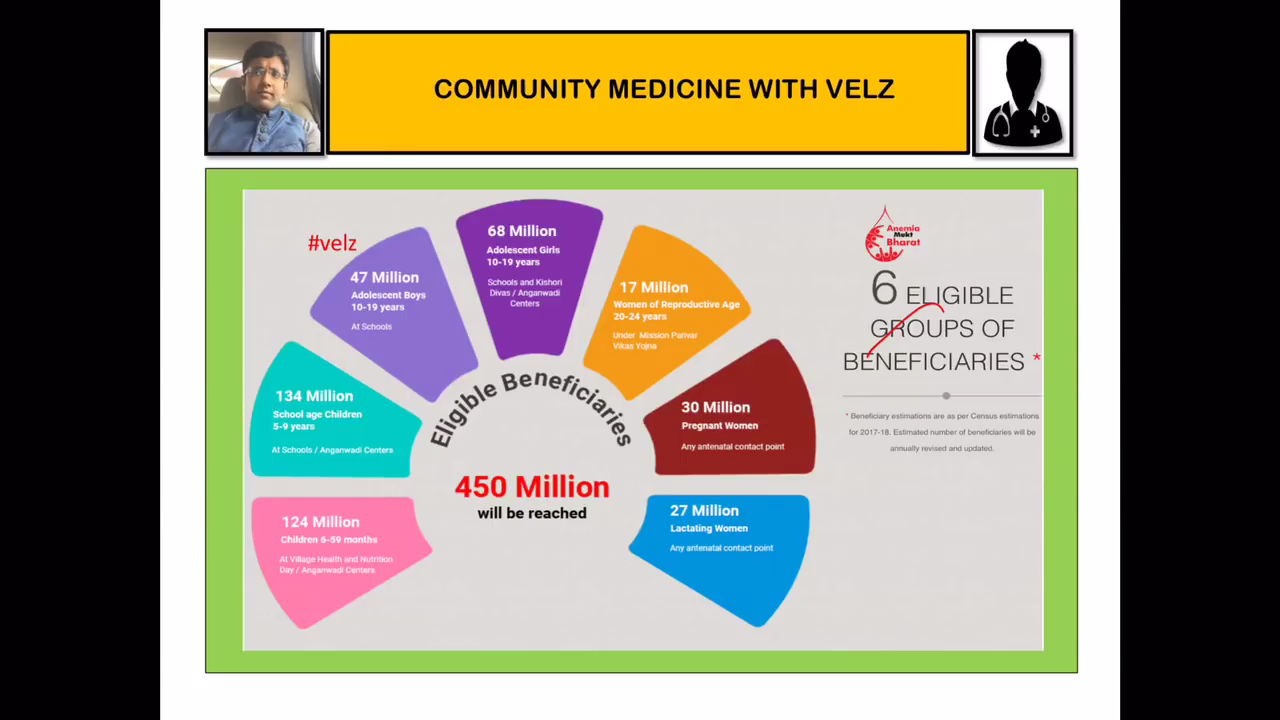 COMMUNITY MEDICINE WITH VELZ
#velz
68 Million
Adolescent Girls
10-19 years
Schools and Kishori
Divas / Anganwadi
Centers
47 Million
Adolescent Boys
10-19 years
At Schools
17 Million
Women of Reproductive Age
20-24 years
Under Mission Parivar
Vikas Yojna
134 Million
School age Children
5-9 years
At Schools / Anganwadi Centers
30 Million
Pregnant Women
Any antenatal contact point
124 Million
Children 6-59 months
At Village Health and Nutrition
Day / Anganwadi Centers
27 Million
Lactating Women
Any antenatal contact point
Eligible Beneficiaries
450 Million
will be reached
Anemia
Mukt
Bharat
6 ELIGIBLE
GROUPS OF
BENEFICIARIES *
* Beneficiary estimations are as per Census estimations
for 2017-18. Estimated number of beneficiaries will be
annually revised and updated.